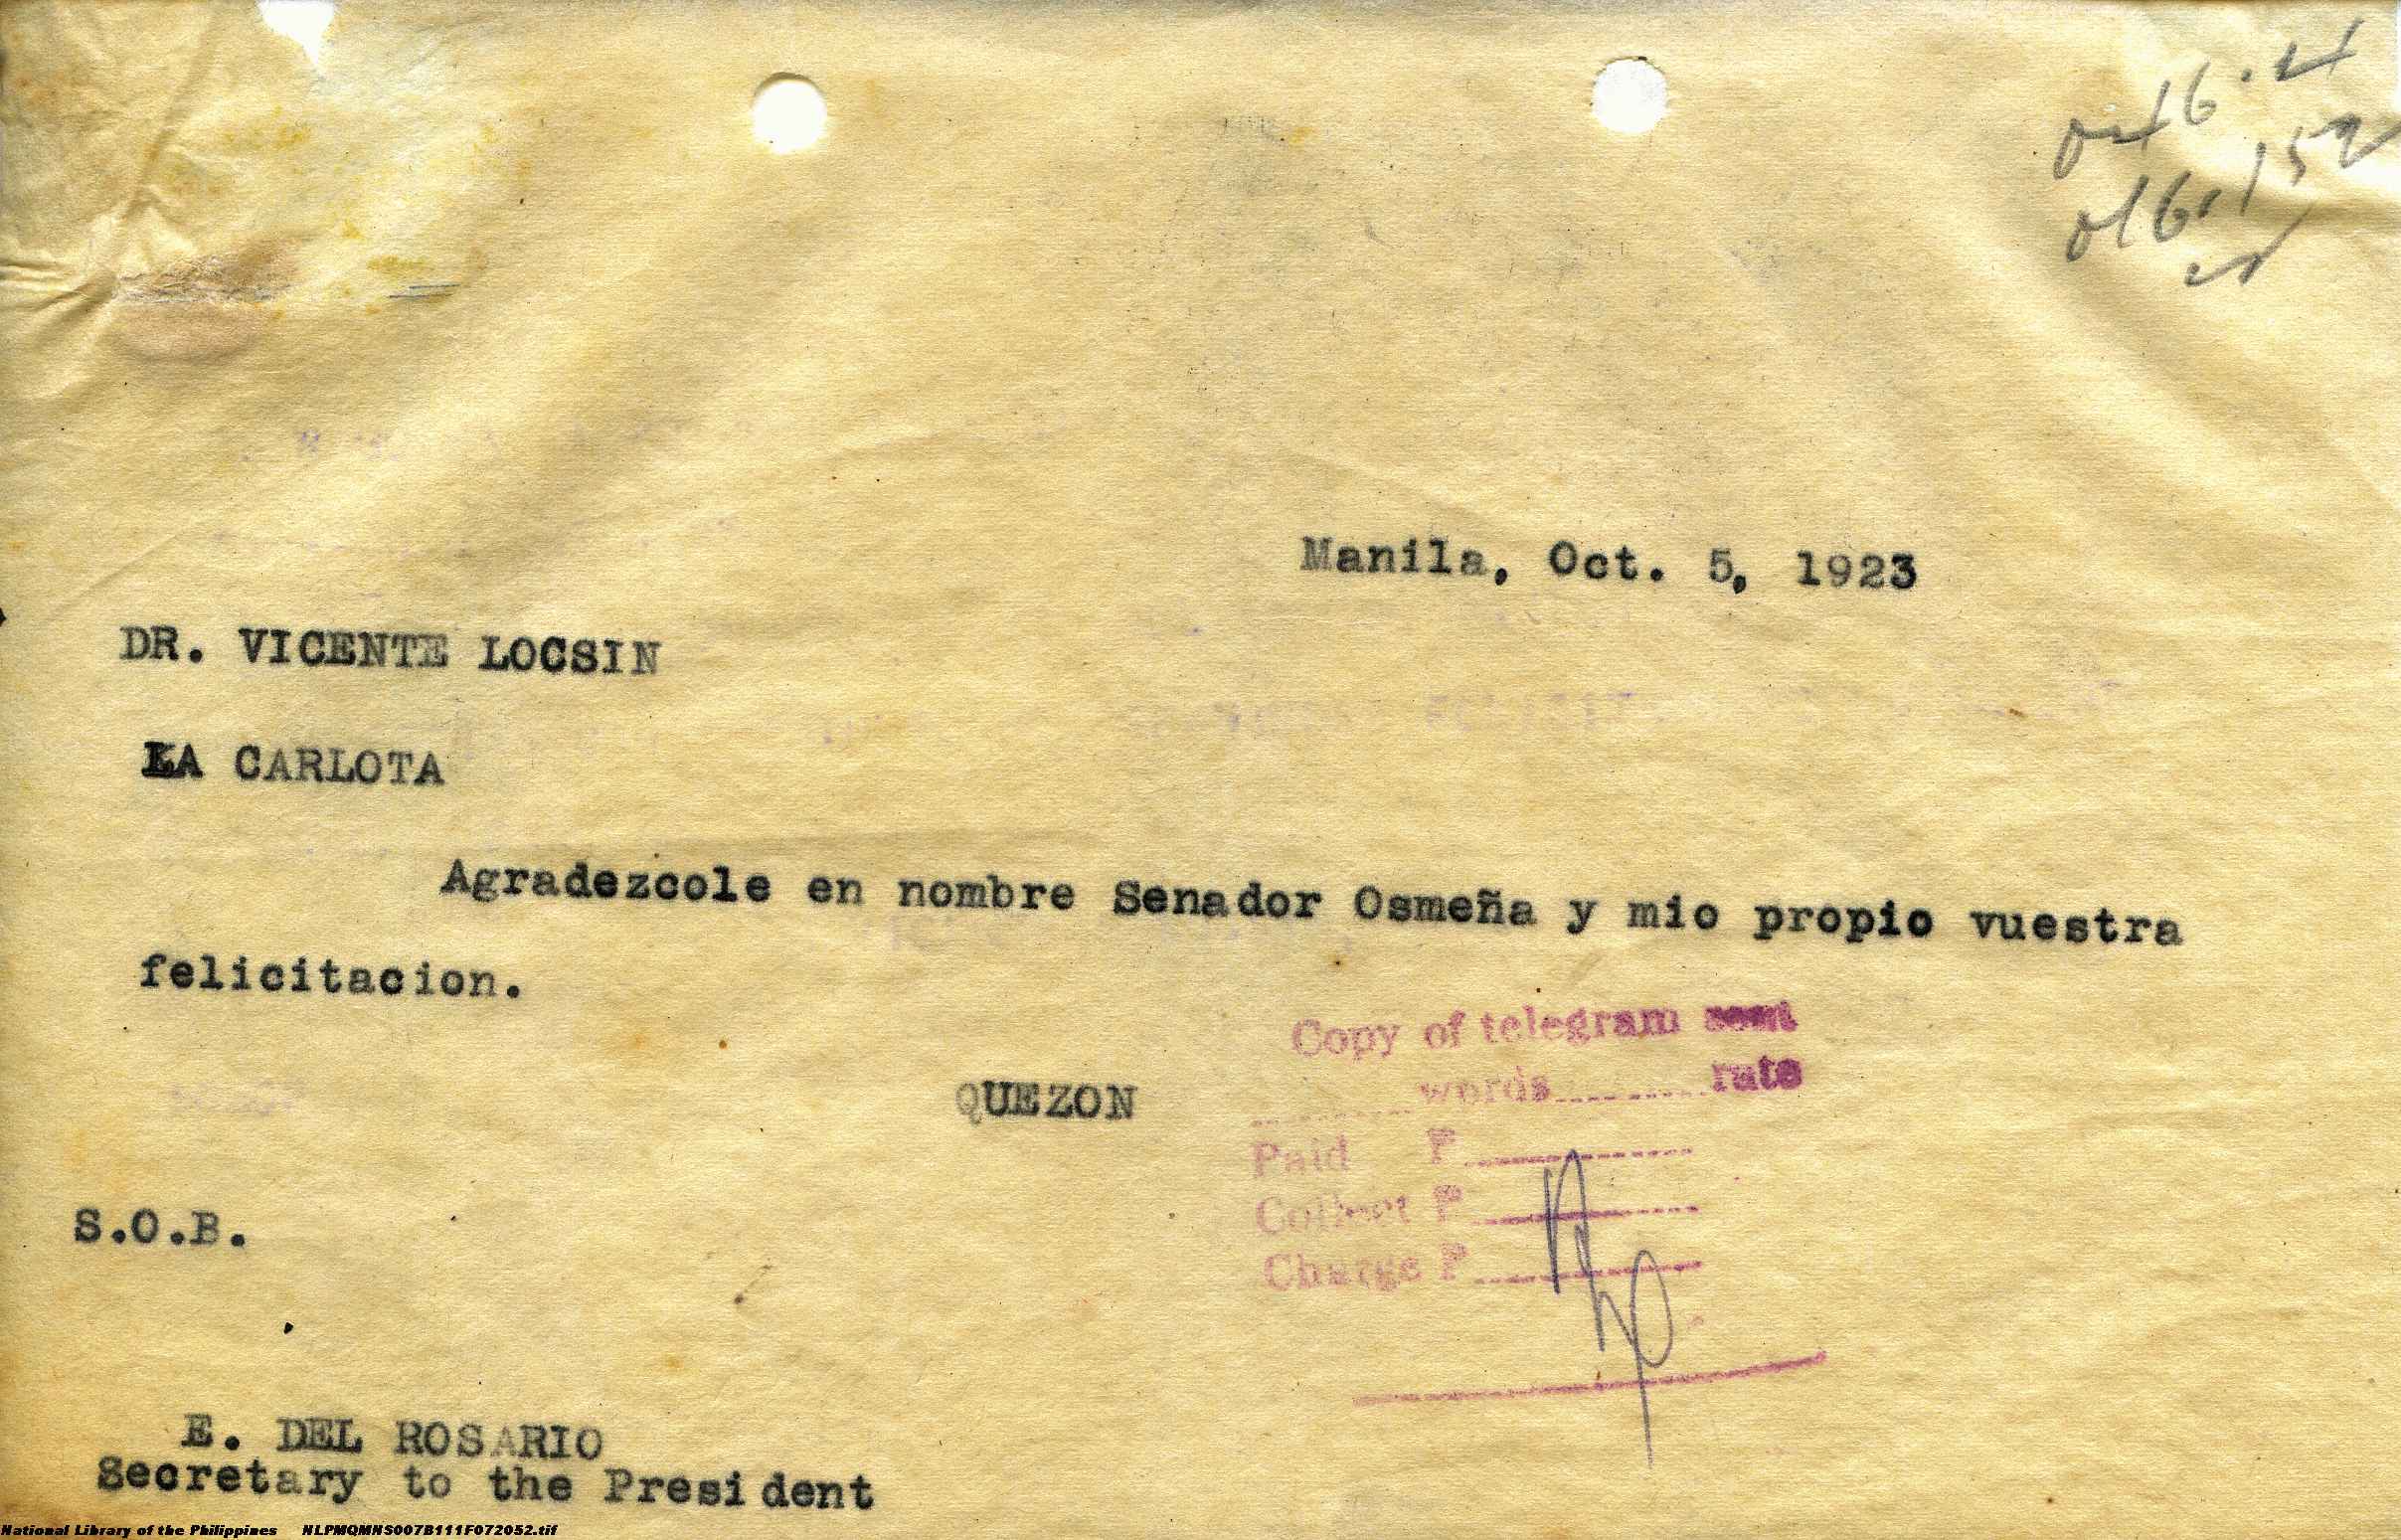 Manila, Oct. 5, 1923
DR. VICENTE LOCSIN
LA CARLOTA
Agradezcole en nombre Senador Osmeña y mio propio vuestra
felicitacion.
QUEZON
Copy of telegram sent
words rate
Paid P
Collect P
Charge P
S.O.B.
E. DEL ROSARIO
Secretary to the President
National Library of the Philippines NLPMQMNS007B111F072052.tif